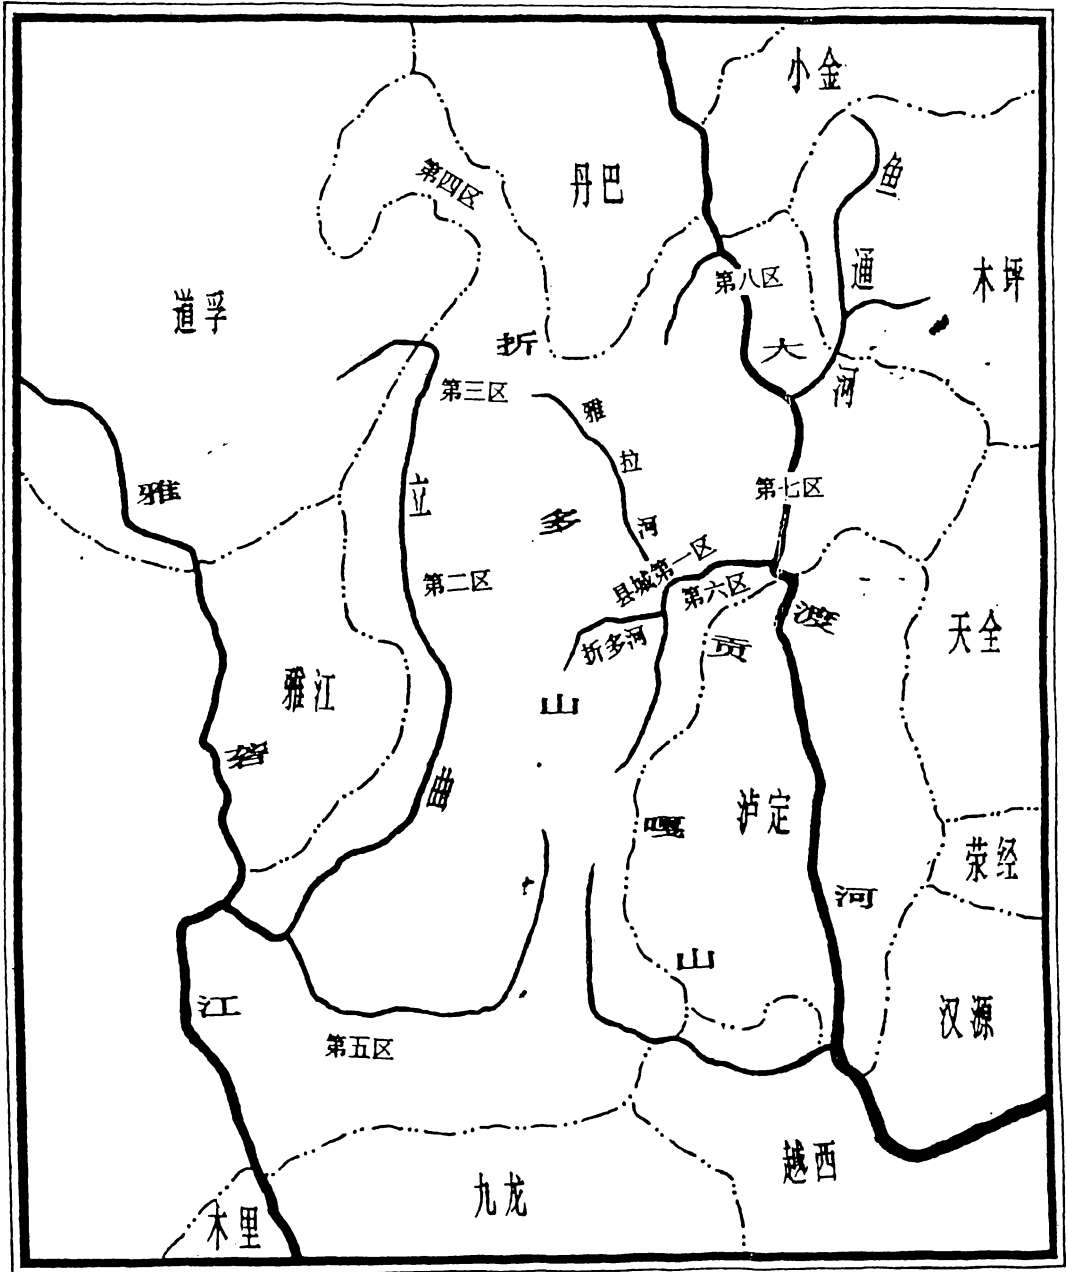 小金
丹巴
第四区
鱼
通
河
木坪
道孚
第八区
大
渡
河
折
多
山
第三区
雅
拉
河
雅
砻
江
立
曲
第七区
县城第一区
第六区
第二区
折多河
贡
嘎
山
天全
雅江
泸定
荥经
汉源
第五区
越西
九龙
木里